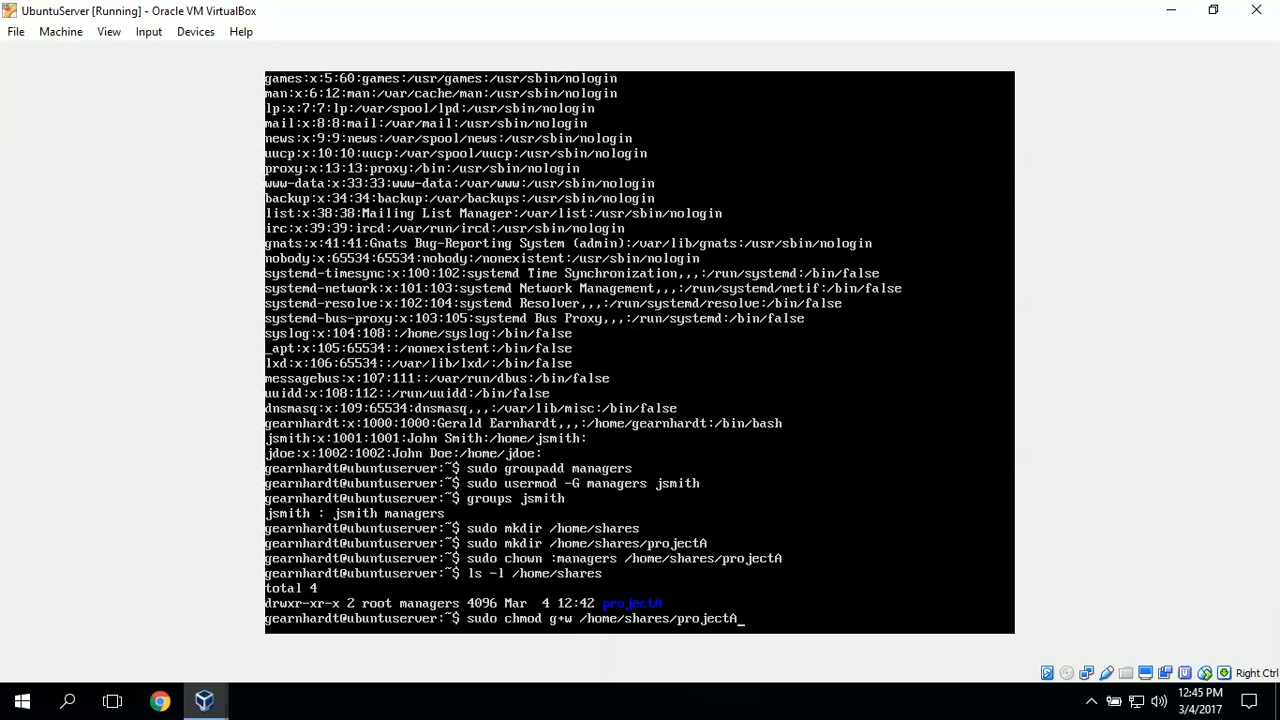 UbuntuServer [Running] - Oracle VM VirtualBox
File Machine View Input Devices Help
games:x:5:60:games:/usr/games:/usr/sbin/nologin
man:x:6:12:man:/var/cache/man:/usr/sbin/nologin
lp:x:7:7:lp:/var/spool/lpd:/usr/sbin/nologin
mail:x:8:8:mail:/var/mail:/usr/sbin/nologin
news:x:9:9:news:/var/spool/news:/usr/sbin/nologin
uucp:x:10:10:uucp:/var/spool/uucp:/usr/sbin/nologin
proxy:x:13:13:proxy:/bin:/usr/sbin/nologin
www-data:x:33:33:www-data:/var/www:/usr/sbin/nologin
backup:x:34:34:backup:/var/backups:/usr/sbin/nologin
list:x:38:38:Mailing List Manager:/var/list:/usr/sbin/nologin
irc:x:39:39:ircd:/var/run/ircd:/usr/sbin/nologin
gnats:x:41:41:Gnats Bug-Reporting System (admin):/var/lib/gnats:/usr/sbin/nologin
nobody:x:65534:65534:nobody:/nonexistent:/usr/sbin/nologin
systemd-timesync:x:100:102:systemd Time Synchronization,,,:/run/systemd:/bin/false
systemd-network:x:101:103:systemd Network Management,,,:/run/systemd/netif:/bin/false
systemd-resolve:x:102:104:systemd Resolver,,,:/run/systemd/resolve:/bin/false
systemd-bus-proxy:x:103:105:systemd Bus Proxy,,,:/run/systemd:/bin/false
syslog:x:104:108::/home/syslog:/bin/false
_apt:x:105:65534::/nonexistent:/bin/false
lxd:x:106:65534::/var/lib/lxd/:/bin/false
messagebus:x:107:111::/var/run/dbus:/bin/false
uuidd:x:108:112::/run/uuidd:/bin/false
dnsmasq:x:109:65534:dnsmasq,,,:/var/lib/misc:/bin/false
gearnhardt:x:1000:1000:Gerald Earnhardt,,,:/home/gearnhardt:/bin/bash
jsmith:x:1001:1001:John Smith:/home/jsmith:
jdoe:x:1002:1002:John Doe:/home/jdoe:
gearnhardt@ubuntuserver:~$ sudo groupadd managers
gearnhardt@ubuntuserver:~$ sudo usermod -G managers jsmith
gearnhardt@ubuntuserver:~$ groups jsmith
jsmith : jsmith managers
gearnhardt@ubuntuserver:~$ sudo mkdir /home/shares
gearnhardt@ubuntuserver:~$ sudo mkdir /home/shares/projectA
gearnhardt@ubuntuserver:~$ sudo chown :managers /home/shares/projectA
gearnhardt@ubuntuserver:~$ ls -l /home/shares
total 4
drwxr-xr-x 2 root managers 4096 Mar  4 12:42 projectA
gearnhardt@ubuntuserver:~$ sudo chmod g+w /home/shares/projectA_
Right Ctrl
12:45 PM
3/4/2017